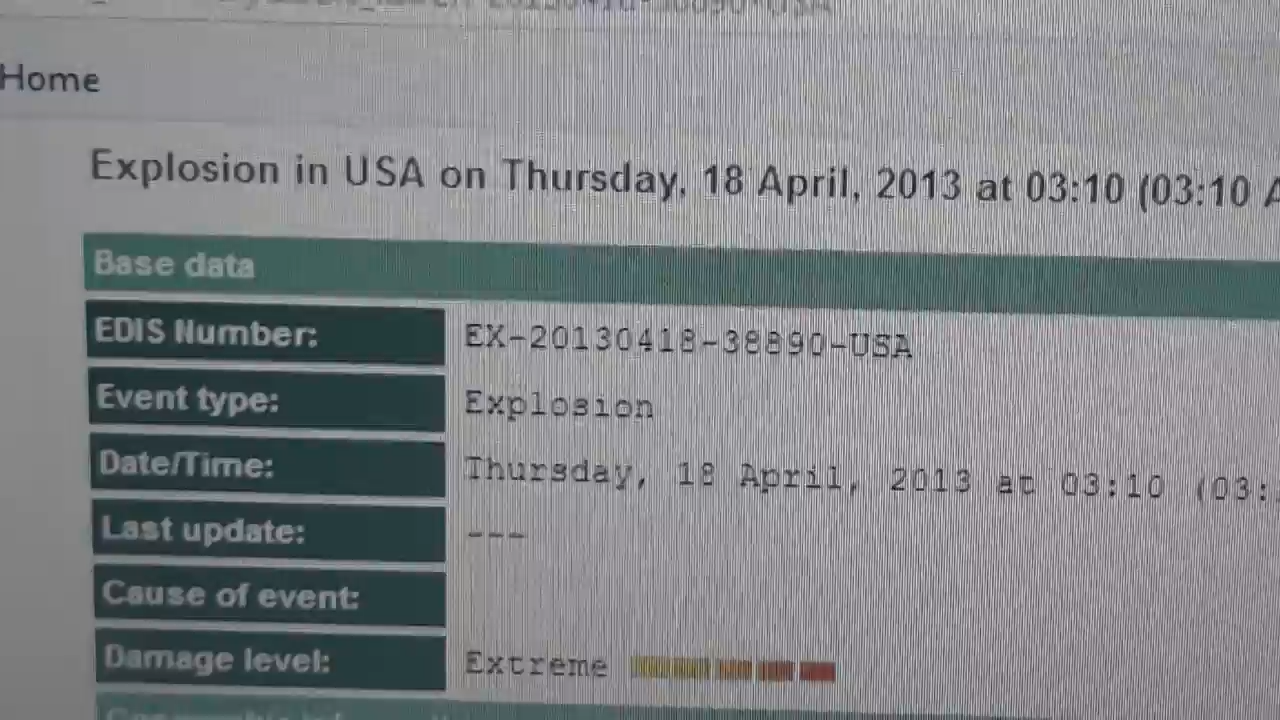 Home
Explosion in USA on Thursday, 18 April, 2013 at 03:10 (03:10 A
Base data
EDIS Number: EX-20130418-38890-USA
Event type: Explosion
Date/Time: Thursday, 18 April, 2013 at 03:10 (03:
Last update: ---
Cause of event:
Damage level: Extreme